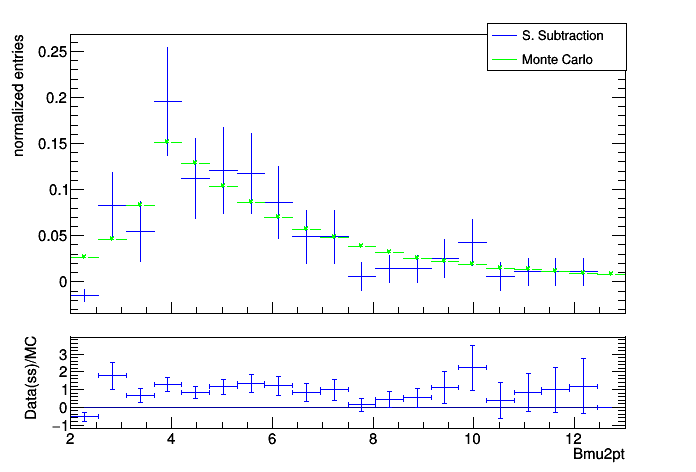 S. Subtraction
Monte Carlo
normalized entries
0.25
0.2
0.15
0.1
0.05
0
Data(ss)/MC
3
2
1
0
−1
2 4 6 8 10 12
Bmu2pt